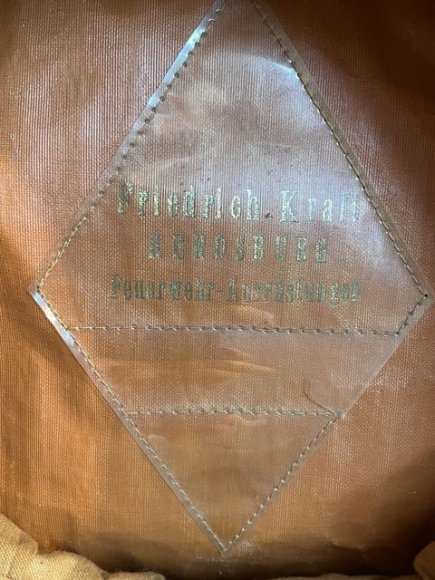 Friedrich Kraft
RENDSBURG
Feuerwehr-Ausrüstungen